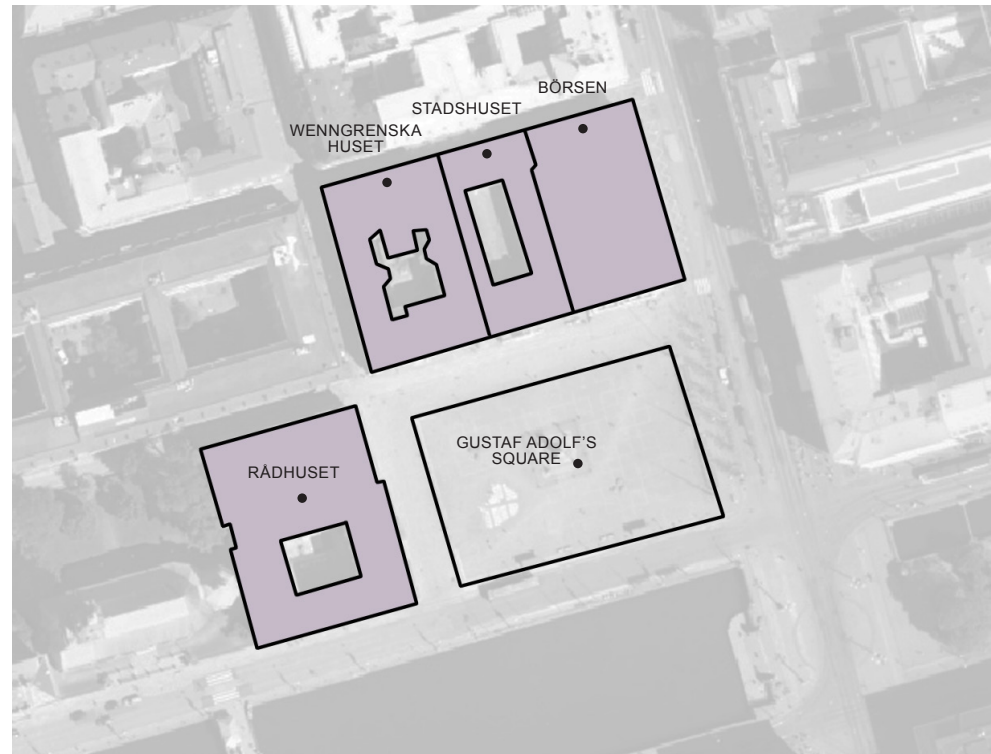 BÖRSEN
STADSHUSET
WENNGRENSKA
HUSET
GUSTAF ADOLF'S
SQUARE
RÅDHUSET